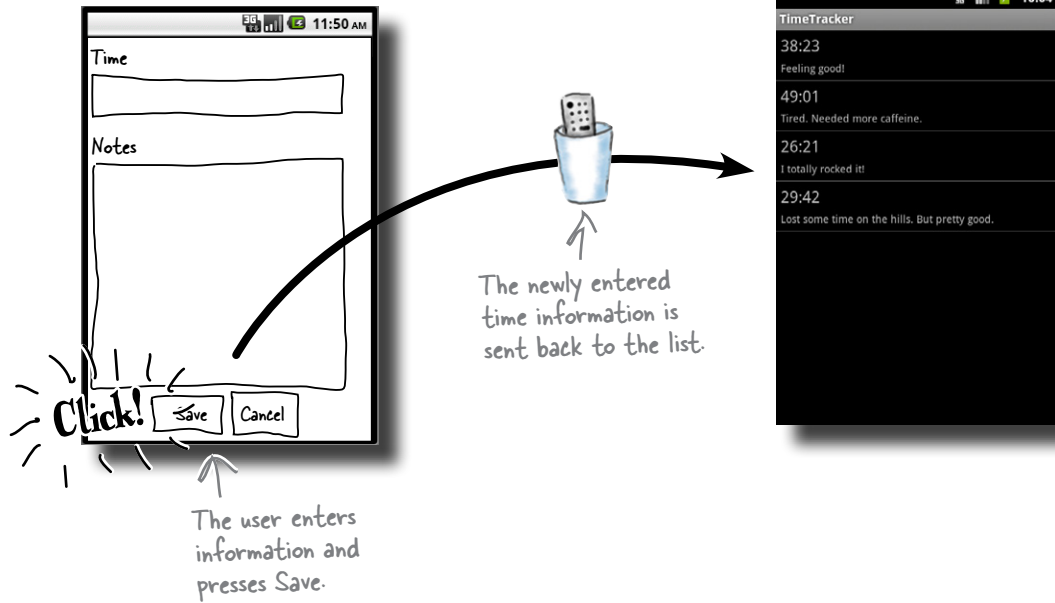 3G 11:50 AM
Time
Notes
Click!
Save
Cancel
The user enters
information and
presses Save.
The newly entered
time information is
sent back to the list.
TimeTracker
38:23
Feeling good!
49:01
Tired. Needed more caffeine.
26:21
I totally rocked it!
29:42
Lost some time on the hills. But pretty good.